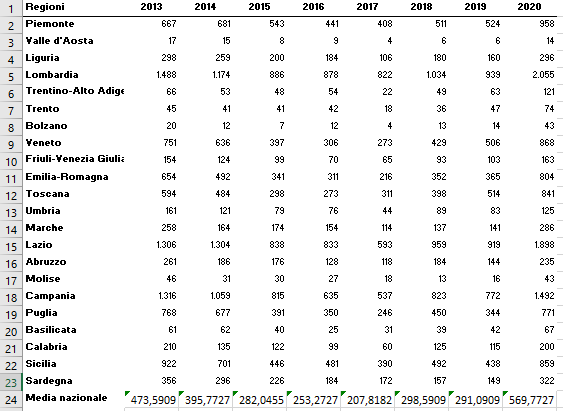 1 Regioni 2013 2014 2015 2016 2017 2018 2019 2020
2 Piemonte 667 681 543 441 408 511 524 958
3 Valle d'Aosta 17 15 8 9 4 6 6 14
4 Liguria 298 259 200 184 106 180 160 296
5 Lombardia 1.488 1.174 886 878 822 1.034 939 2.055
6 Trentino-Alto Adige 66 53 48 54 22 49 63 121
7 Trento 45 41 41 42 18 36 47 74
8 Bolzano 20 12 7 12 4 13 14 43
9 Veneto 751 636 397 306 273 429 506 868
10 Friuli-Venezia Giulia 154 124 99 70 65 93 103 163
11 Emilia-Romagna 654 492 341 311 216 352 365 804
12 Toscana 594 484 298 273 311 398 514 841
13 Umbria 161 121 79 76 44 89 83 125
14 Marche 258 164 174 154 114 137 141 286
15 Lazio 1.306 1.304 838 833 593 959 919 1.898
16 Abruzzo 261 186 176 128 118 184 144 235
17 Molise 46 31 30 27 18 13 16 43
18 Campania 1.316 1.059 815 635 537 823 772 1.492
19 Puglia 768 677 391 350 246 450 344 771
20 Basilicata 61 62 40 25 31 39 42 67
21 Calabria 210 135 122 99 60 125 115 200
22 Sicilia 922 701 446 481 390 492 438 859
23 Sardegna 356 296 226 184 172 157 149 322
24 Media nazionale 473,5909 395,7727 282,0455 253,2727 207,8182 298,5909 291,0909 569,7727